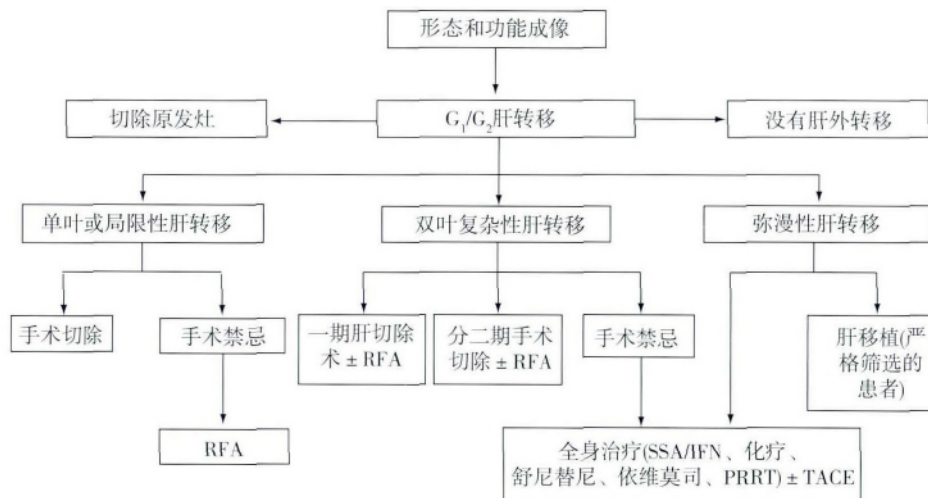 形态和功能成像
切除原发灶
G₁/G₂肝转移
没有肝外转移
单叶或局限性肝转移
双叶复杂性肝转移
弥漫性肝转移
手术切除
手术禁忌
一期肝切除
术±RFA
分二期手术
切除±RFA
手术禁忌
肝移植(严
格筛选的
患者)
RFA
全身治疗(SSA/IFN、化疗、
舒尼替尼、依维莫司、PRRT)±TACE